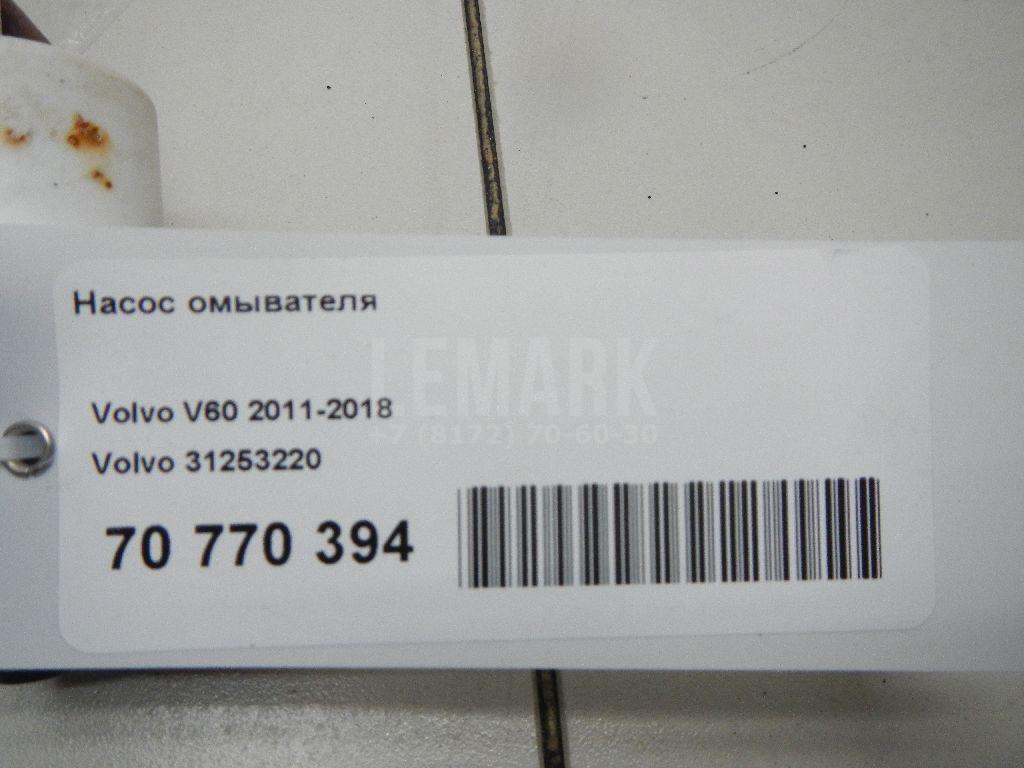 Насос омывателя
LEMARK
Volvo V60 2011-2018
+7 (8172) 70-60-30
Volvo 31253220
70 770 394